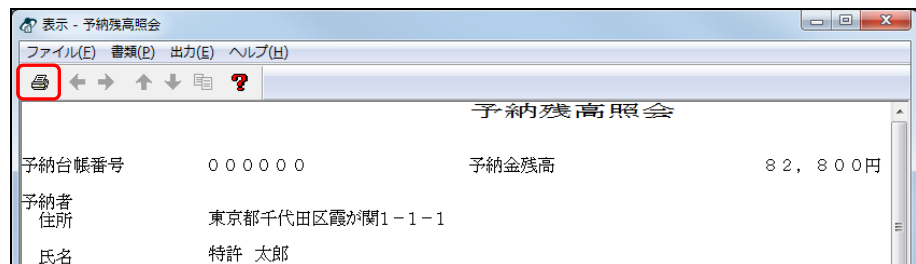 表示 - 予納残高照会
ファイル(F) 書類(P) 出力(E) ヘルプ(H)
予納残高照会
予納台帳番号 ００００００ 予納金残高 ８２，８００円
予納者
住所 東京都千代田区霞が関1－1－1
氏名 特許 太郎